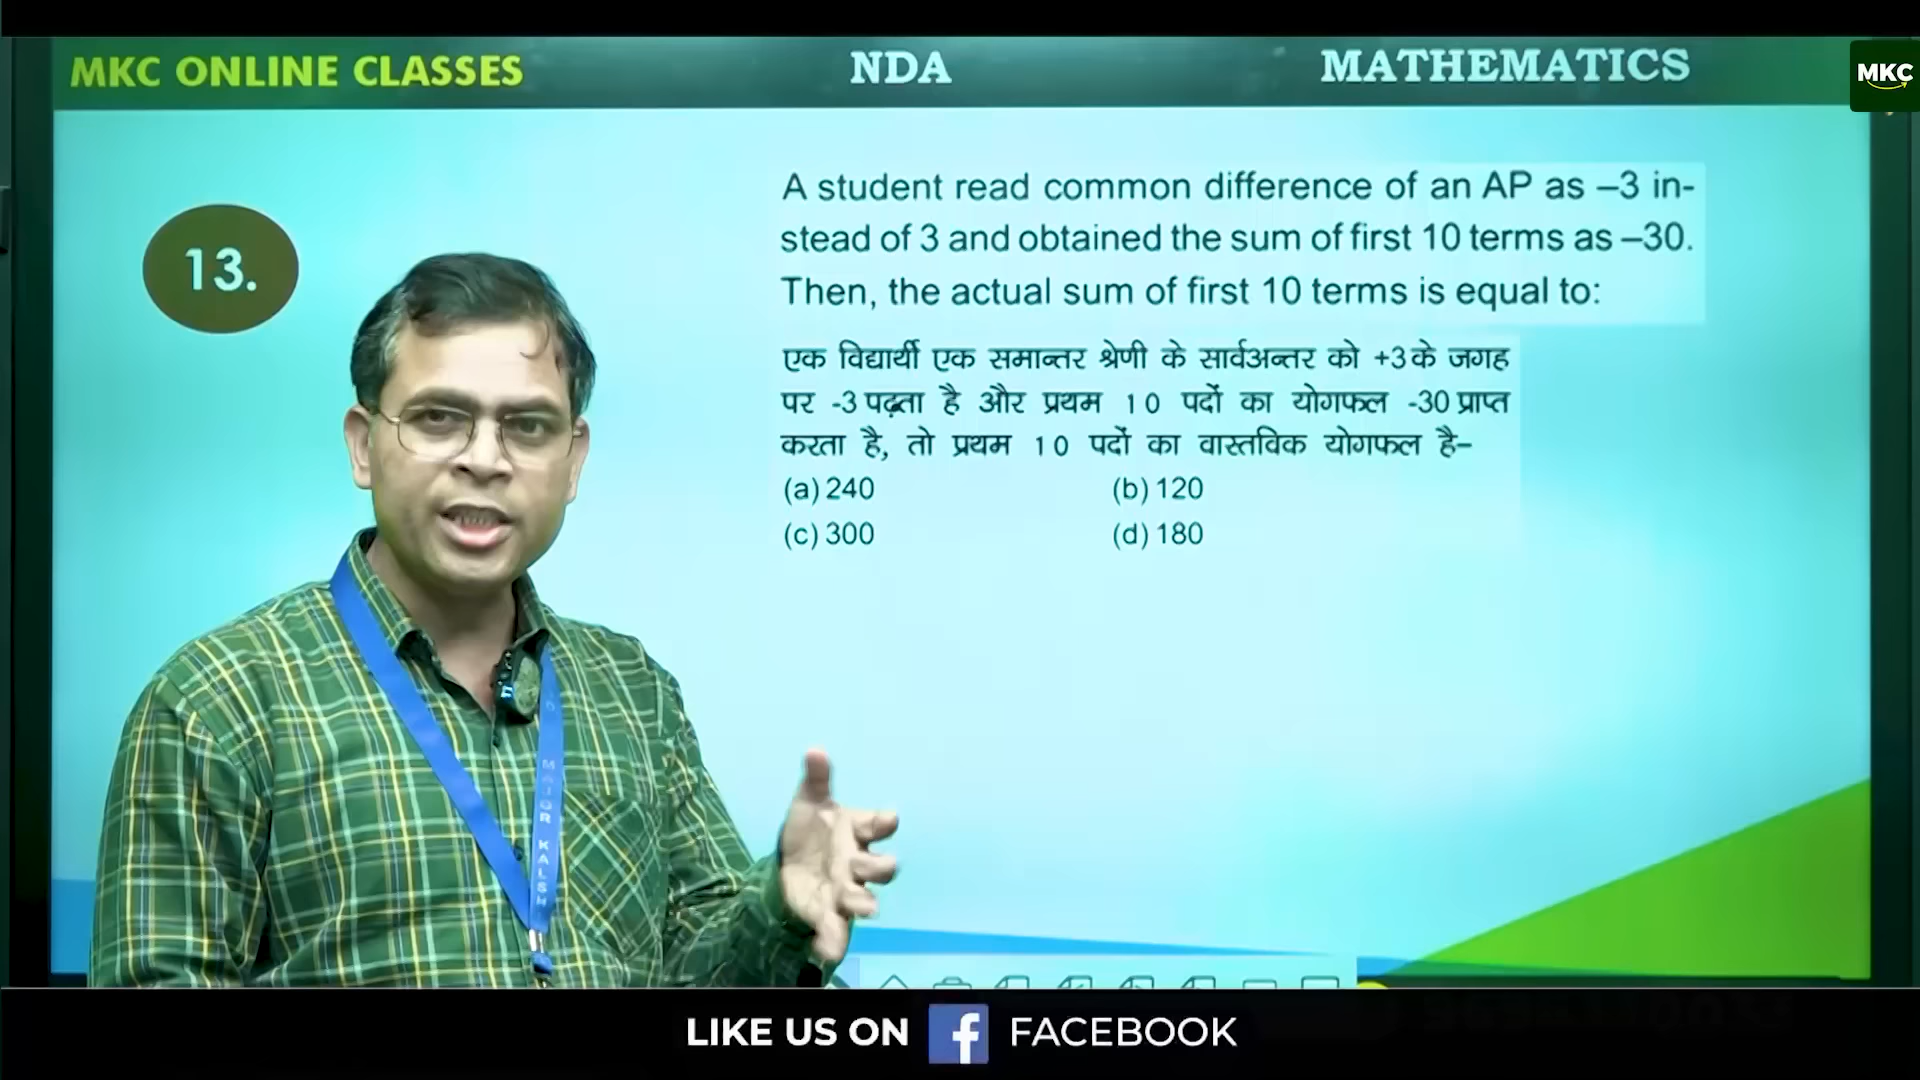 MKC ONLINE CLASSES NDA MATHEMATICS
MKC
13.
A student read common difference of an AP as –3 in-
stead of 3 and obtained the sum of first 10 terms as –30.
Then, the actual sum of first 10 terms is equal to:
एक विद्यार्थी एक समान्तर श्रेणी के सार्वअन्तर को +3 के जगह
पर -3 पढ़ता है और प्रथम 10 पदों का योगफल -30 प्राप्त
करता है, तो प्रथम 10 पदों का वास्तविक योगफल है–
(a) 240 (b) 120
(c) 300 (d) 180
MAJOR KALSHI
LIKE US ON f FACEBOOK